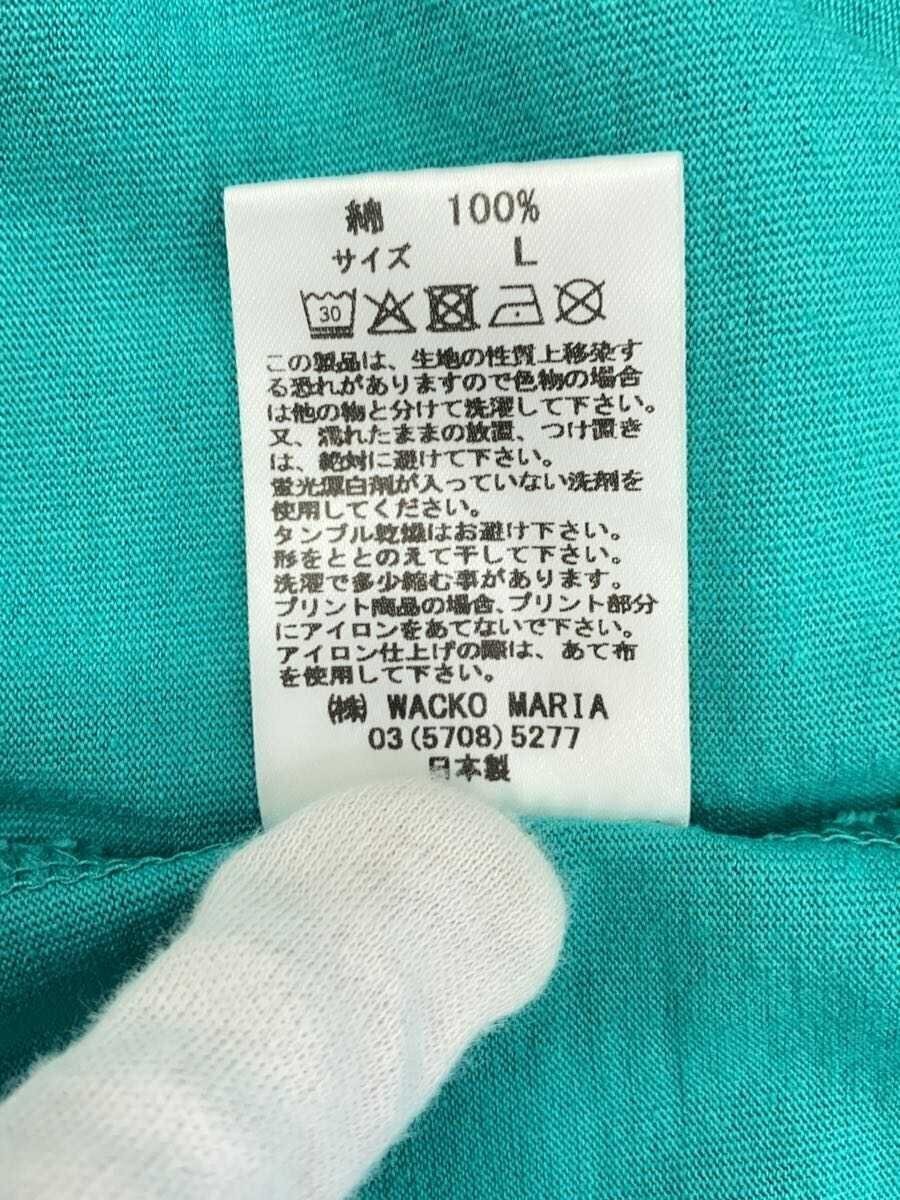 綿 100%
サイズ L
30
この製品は、生地の性質上移染す
る恐れがありますので色物の場合
は他の物と分けて洗濯して下さい。
又、濡れたままの放置、つけ置き
は、絶対に避けて下さい。
蛍光漂白剤が入っていない洗剤を
使用してください。
タンブル乾燥はお避け下さい。
形をととのえて干して下さい。
洗濯で多少縮む事があります。
プリント商品の場合、プリント部分
にアイロンをあてないで下さい。
アイロン仕上げの際は、あて布
を使用して下さい。
㈱ WACKO MARIA
03(5708)5277
日本製